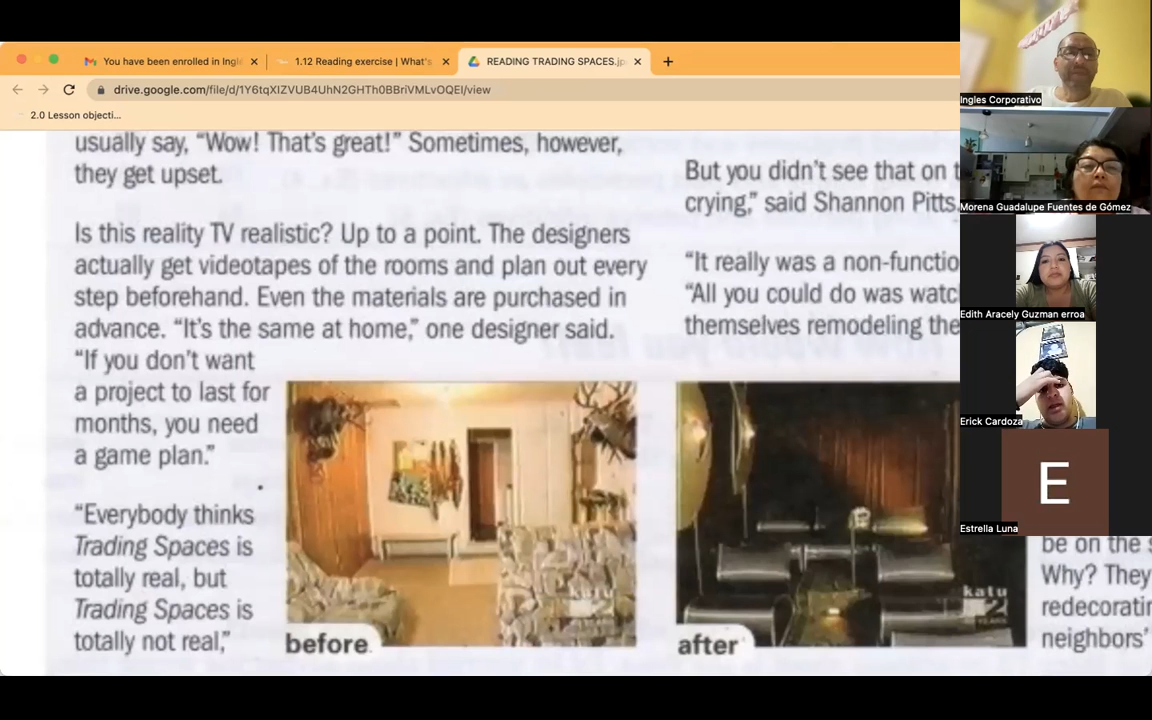 You have been enrolled in Ingl
1.12 Reading exercise | What's
READING TRADING SPACES.jp
drive.google.com/file/d/1Y6tqXIZVUB4UhN2GHTh0BBriVMLvOQEI/view
2.0 Lesson objecti...
usually say, “Wow! That's great!” Sometimes, however,
they get upset.
Is this reality TV realistic? Up to a point. The designers
actually get videotapes of the rooms and plan out every
step beforehand. Even the materials are purchased in
advance. “It's the same at home,” one designer said.
“If you don't want
a project to last for
months, you need
a game plan.”
“Everybody thinks
Trading Spaces is
totally real, but
Trading Spaces is
totally not real,”
before
katu
2
But you didn't see that on t
crying,” said Shannon Pitts
“It really was a non-functio
“All you could do was watc
themselves remodeling the
after
katu
2
YEARS
be on the s
Why? They
redecoratin
neighbors'
Ingles Corporativo
Morena Guadalupe Fuentes de Gómez
Edith Aracely Guzman erroa
Erick Cardoza
E
Estrella Luna